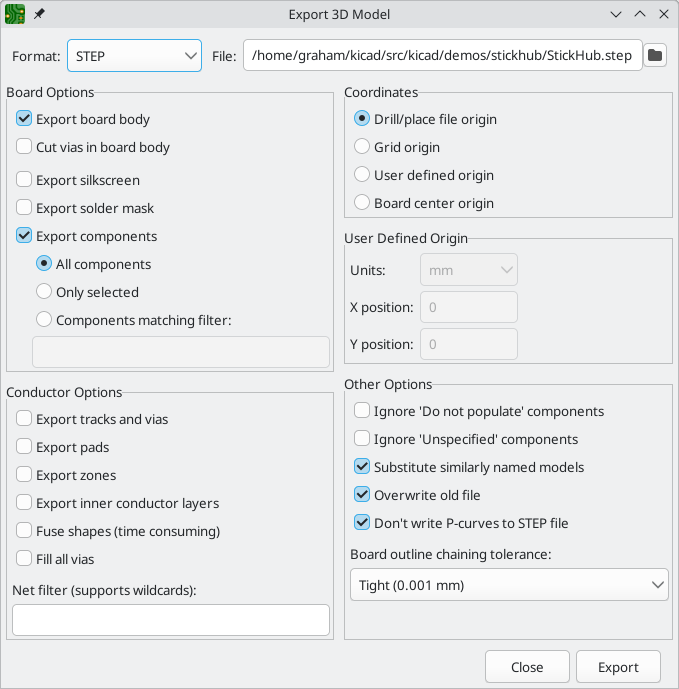 Export 3D Model
Format: STEP File: /home/graham/kicad/src/kicad/demos/stickhub/StickHub.step
Board Options
Export board body
Cut vias in board body
Export silkscreen
Export solder mask
Export components
All components
Only selected
Components matching filter:
Conductor Options
Export tracks and vias
Export pads
Export zones
Export inner conductor layers
Fuse shapes (time consuming)
Fill all vias
Net filter (supports wildcards):
Coordinates
Drill/place file origin
Grid origin
User defined origin
Board center origin
User Defined Origin
Units: mm
X position: 0
Y position: 0
Other Options
Ignore 'Do not populate' components
Ignore 'Unspecified' components
Substitute similarly named models
Overwrite old file
Don't write P-curves to STEP file
Board outline chaining tolerance:
Tight (0.001 mm)
Close Export